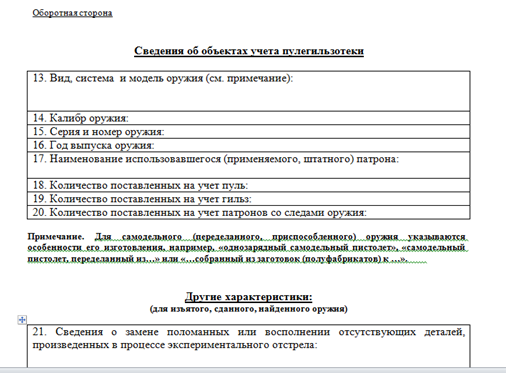 Оборотная сторона
Сведения об объектах учета пулегильзотеки
13. Вид, система и модель оружия (см. примечание):
14. Калибр оружия:
15. Серия и номер оружия:
16. Год выпуска оружия:
17. Наименование использовавшегося (применяемого, штатного) патрона:
18. Количество поставленных на учет пуль:
19. Количество поставленных на учет гильз:
20. Количество поставленных на учет патронов со следами оружия:
Примечание. Для самодельного (переделанного, приспособленного) оружия указываются
особенности его изготовления, например, «однозарядный самодельный пистолет», «самодельный
пистолет, переделанный из…» или «…собранный из заготовок (полуфабрикатов) к …».
Другие характеристики:
(для изъятого, сданного, найденного оружия)
21. Сведения о замене поломанных или восполнении отсутствующих деталей,
произведенных в процессе экспериментального отстрела: